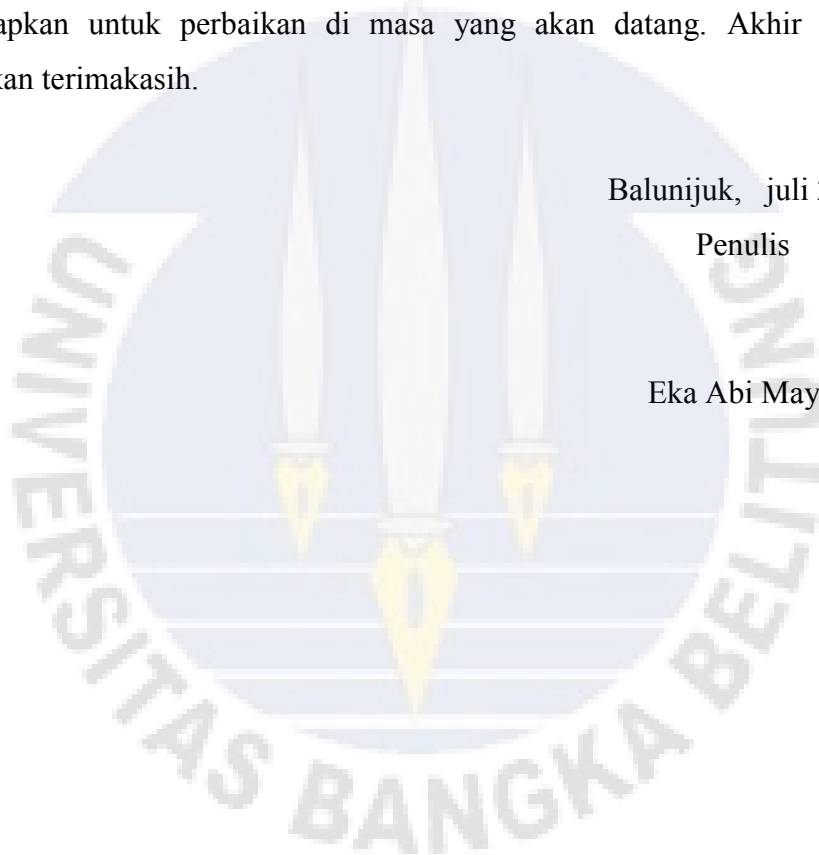 apkan untuk perbaikan di masa yang akan datang. Akhir
kan terimakasih.
Balunijuk, juli
Penulis
Eka Abi May
UNIVERSITAS BANGKA BELITUNG